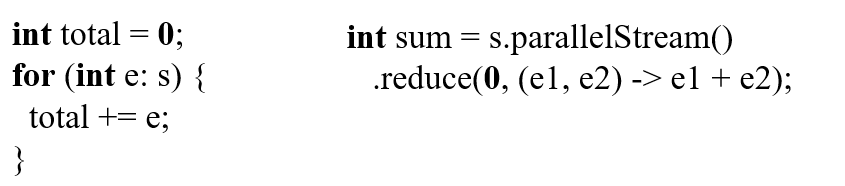 int total = 0;
for (int e: s) {
total += e;
}
int sum = s.parallelStream()
.reduce(0, (e1, e2) -> e1 + e2);